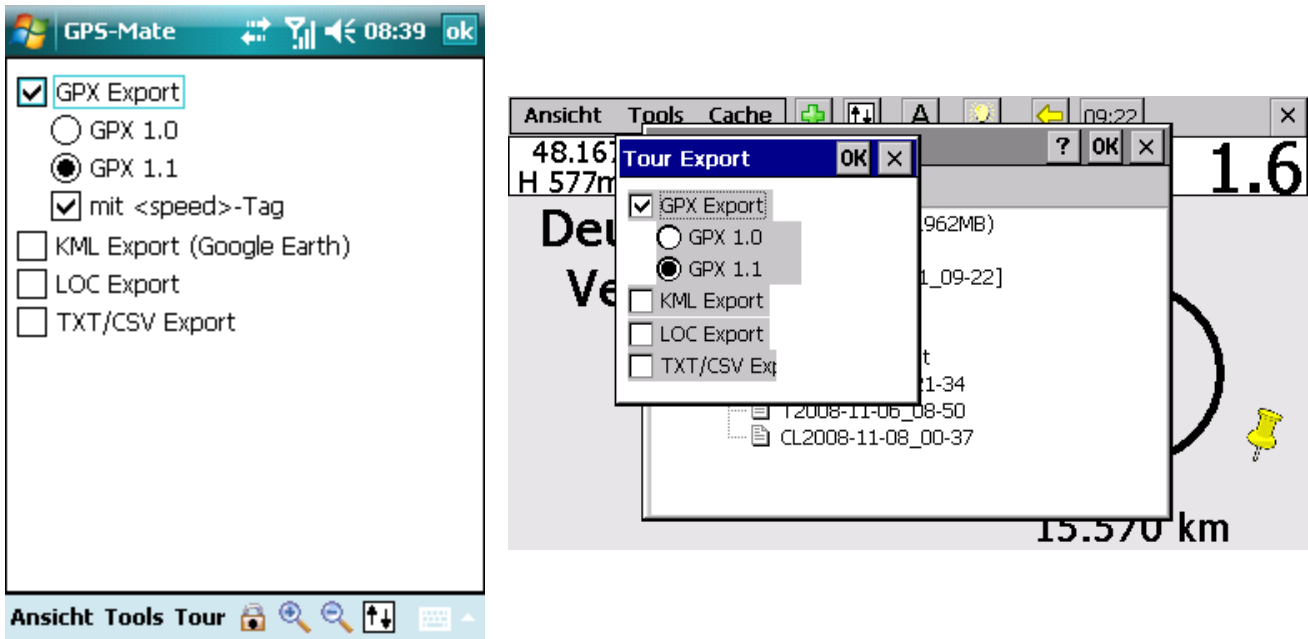 GPS-Mate 08:39 ok
GPX Export
GPX 1.0
GPX 1.1
mit <speed>-Tag
KML Export (Google Earth)
LOC Export
TXT/CSV Export
Ansicht Tools Tour
Ansicht Tools Cache A 09:22
48.167
H 577m
1.6
? OK
Tour Export OK
GPX Export
GPX 1.0
GPX 1.1
KML Export
LOC Export
TXT/CSV Exp
Deu
Ve
962MB)
1_09-22]
t
21-34
T2008-11-06_08-50
CL2008-11-08_00-37
15.570 km